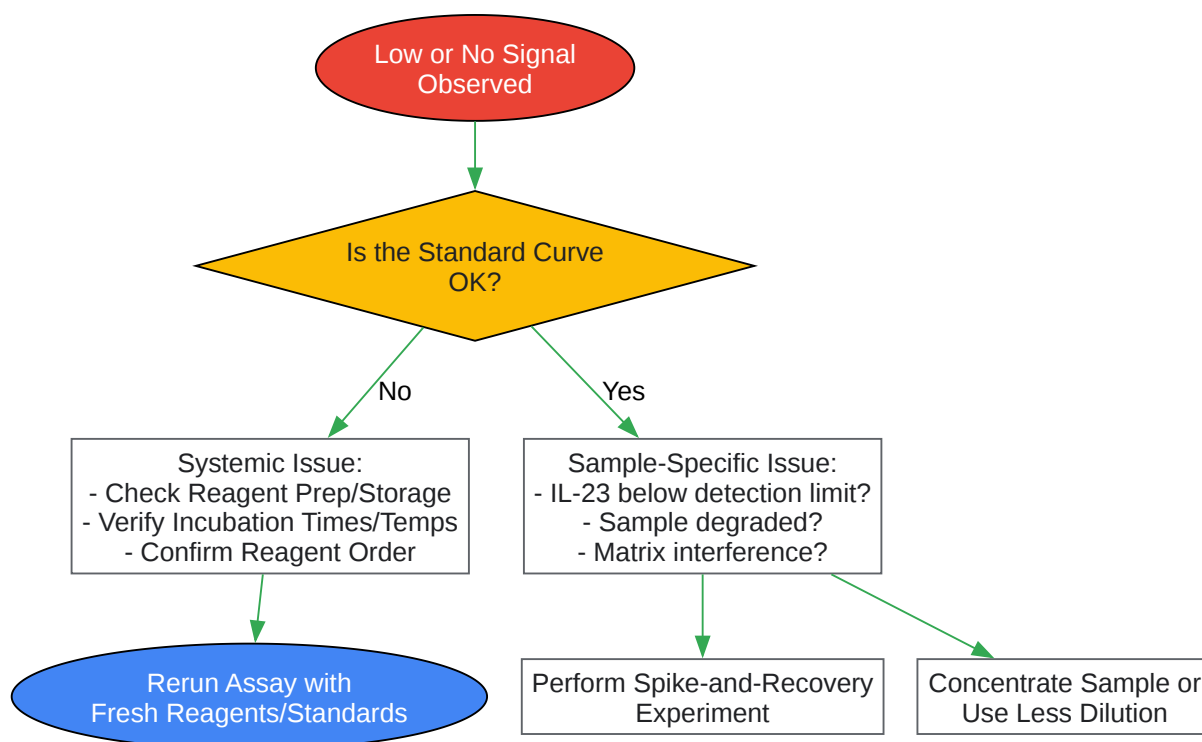 Low or No Signal
Observed
Is the Standard Curve
OK?
No
Yes
Systemic Issue:
- Check Reagent Prep/Storage
- Verify Incubation Times/Temps
- Confirm Reagent Order
Sample-Specific Issue:
- IL-23 below detection limit?
- Sample degraded?
- Matrix interference?
Rerun Assay with
Fresh Reagents/Standards
Perform Spike-and-Recovery
Experiment
Concentrate Sample or
Use Less Dilution